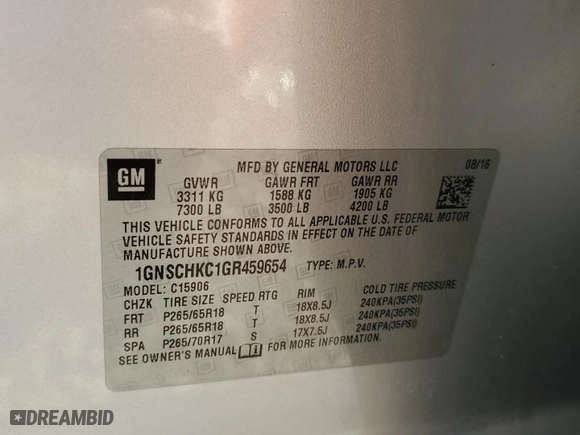 GM
MFD BY GENERAL MOTORS LLC
08/16
GVWR GAWR FRT GAWR RR
3311 KG 1588 KG 1905 KG
7300 LB 3500 LB 4200 LB
THIS VEHICLE CONFORMS TO ALL APPLICABLE U.S. FEDERAL MOTOR
VEHICLE SAFETY STANDARDS IN EFFECT ON THE DATE OF
MANUFACTURE SHOWN ABOVE.
1GNSCHKC1GR459654 TYPE: M.P.V.
MODEL: C15906
CHZK TIRE SIZE SPEED RTG RIM COLD TIRE PRESSURE
FRT P265/65R18 T 18X8.5J 240KPA(35PSI)
RR P265/65R18 T 18X8.5J 240KPA(35PSI)
SPA P265/70R17 S 17X7.5J 240KPA(35PSI)
SEE OWNER'S MANUAL FOR MORE INFORMATION.
DREAMBID